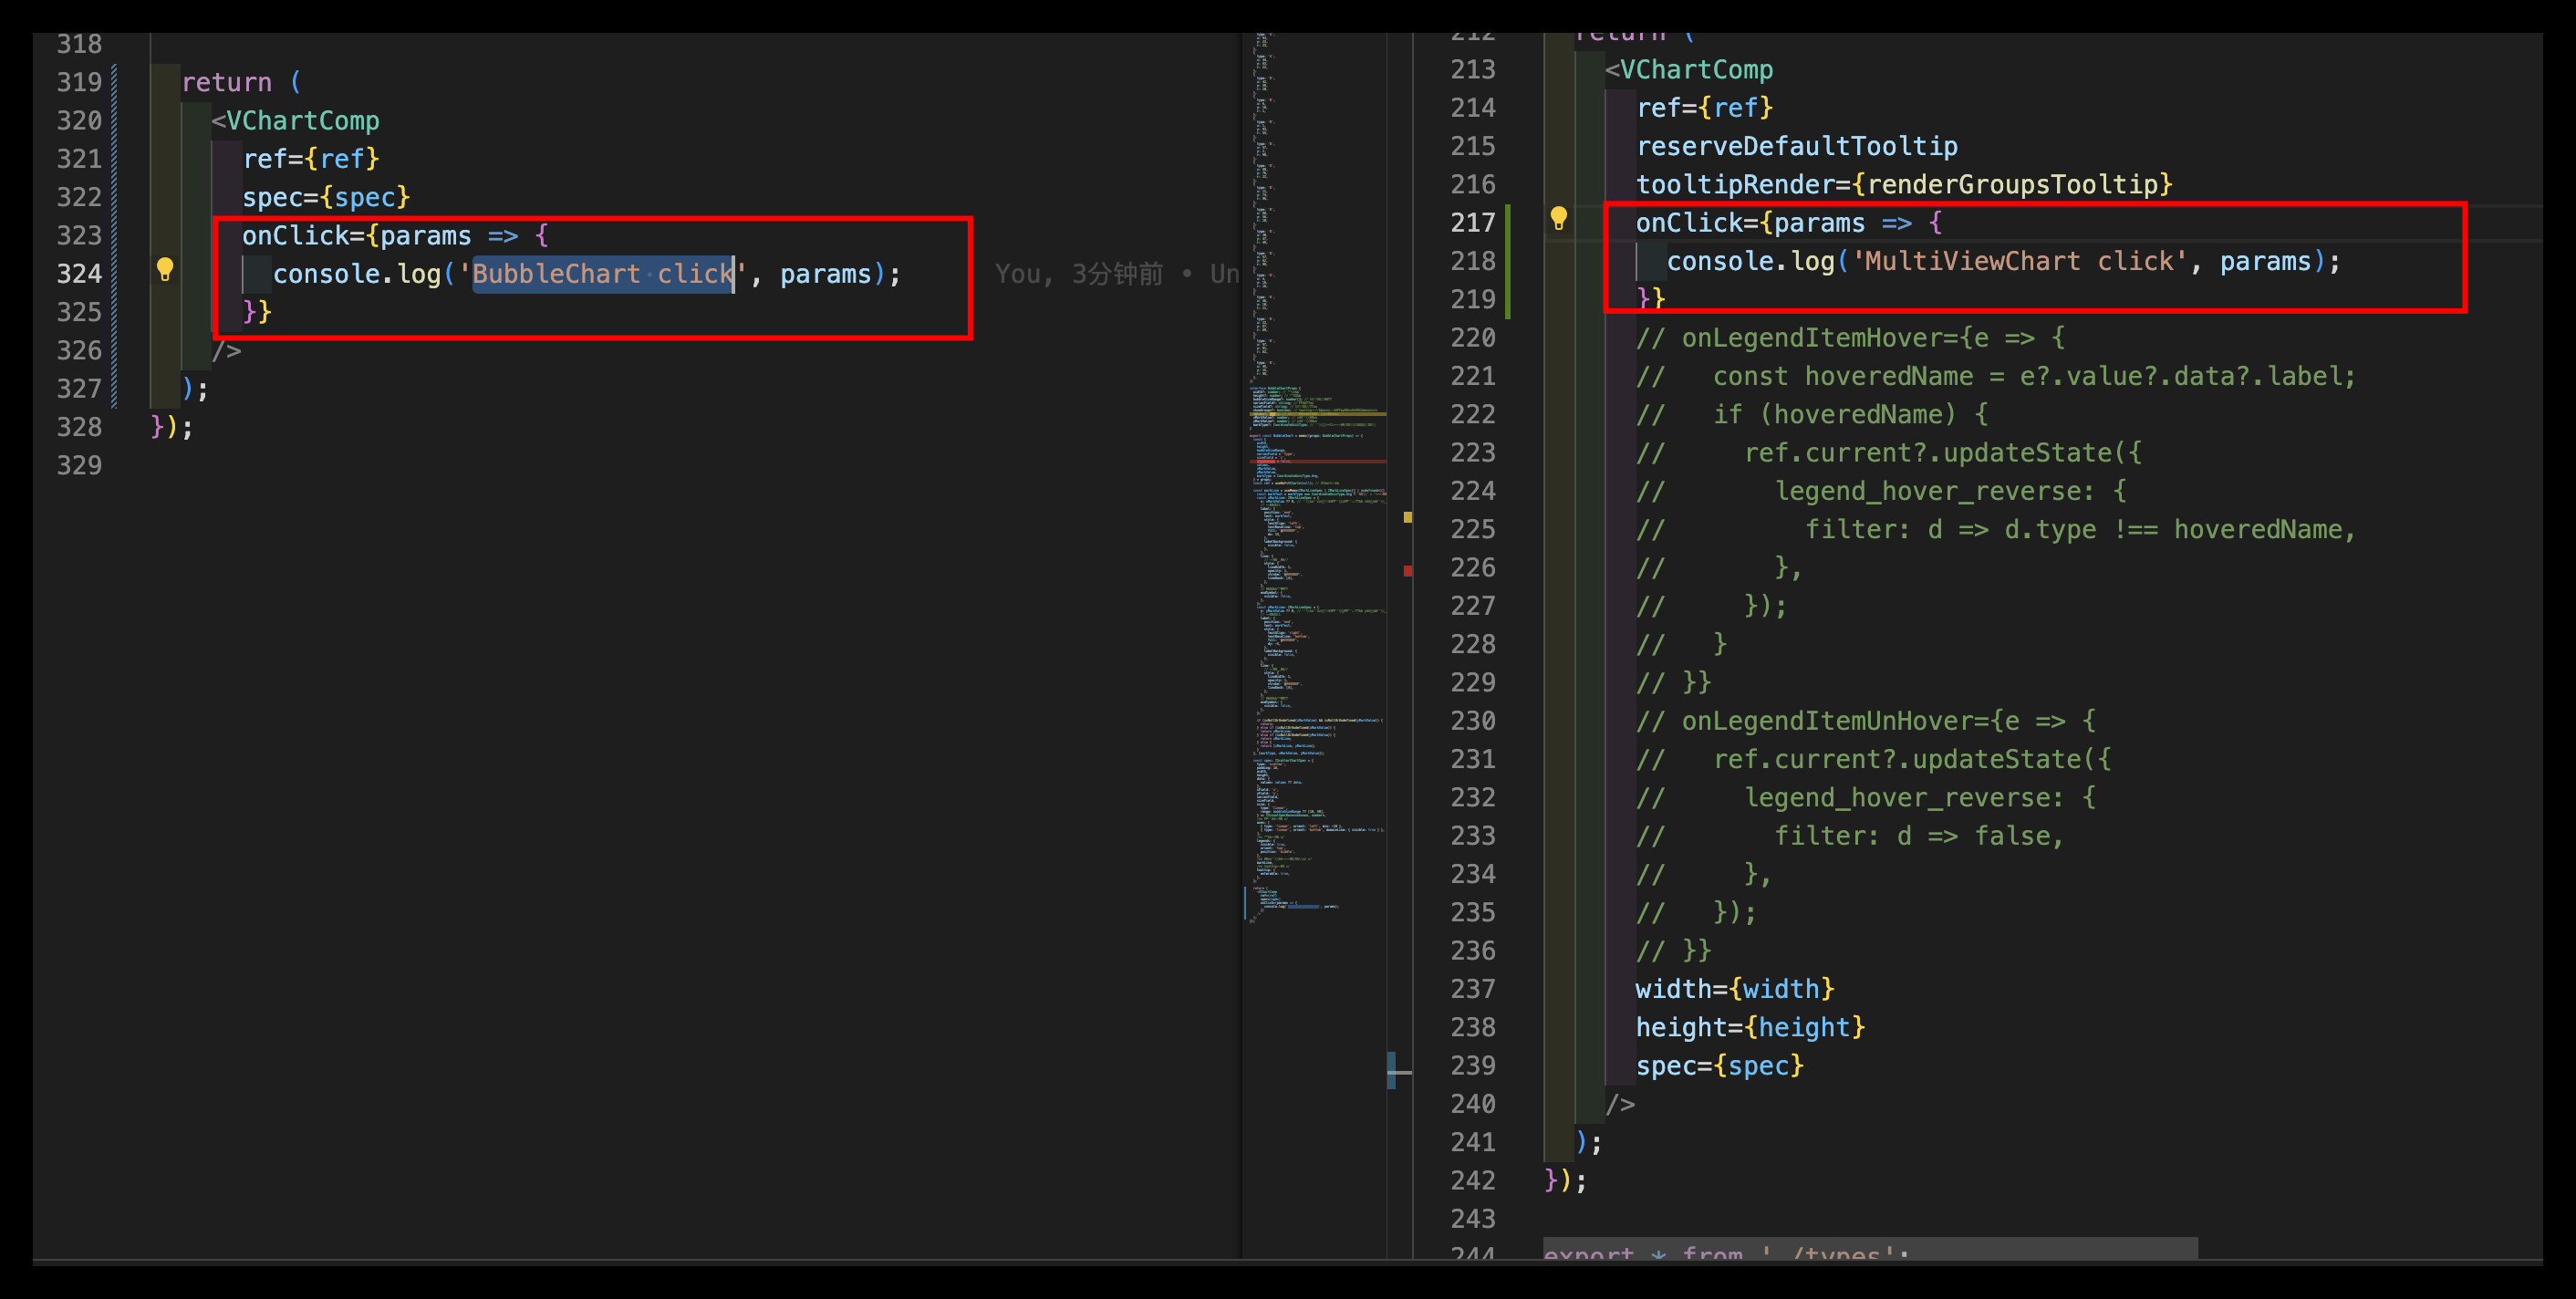 318
319 return (
320 <VChartComp
321 ref={ref}
322 spec={spec}
323 onClick={params => {
324 console.log('BubbleChart click', params); You, 3分钟前 • Un
325 }}
326 />
327 );
328 });
329
212 return (
213 <VChartComp
214 ref={ref}
215 reserveDefaultTooltip
216 tooltipRender={renderGroupsTooltip}
217 onClick={params => {
218 console.log('MultiViewChart click', params);
219 }}
220 // onLegendItemHover={e => {
221 // const hoveredName = e?.value?.data?.label;
222 // if (hoveredName) {
223 // ref.current?.updateState({
224 // legend_hover_reverse: {
225 // filter: d => d.type !== hoveredName,
226 // },
227 // });
228 // }
229 // }}
230 // onLegendItemUnHover={e => {
231 // ref.current?.updateState({
232 // legend_hover_reverse: {
233 // filter: d => false,
234 // },
235 // });
236 // }}
237 width={width}
238 height={height}
239 spec={spec}
240 />
241 );
242 });
243
244 export * from './types';